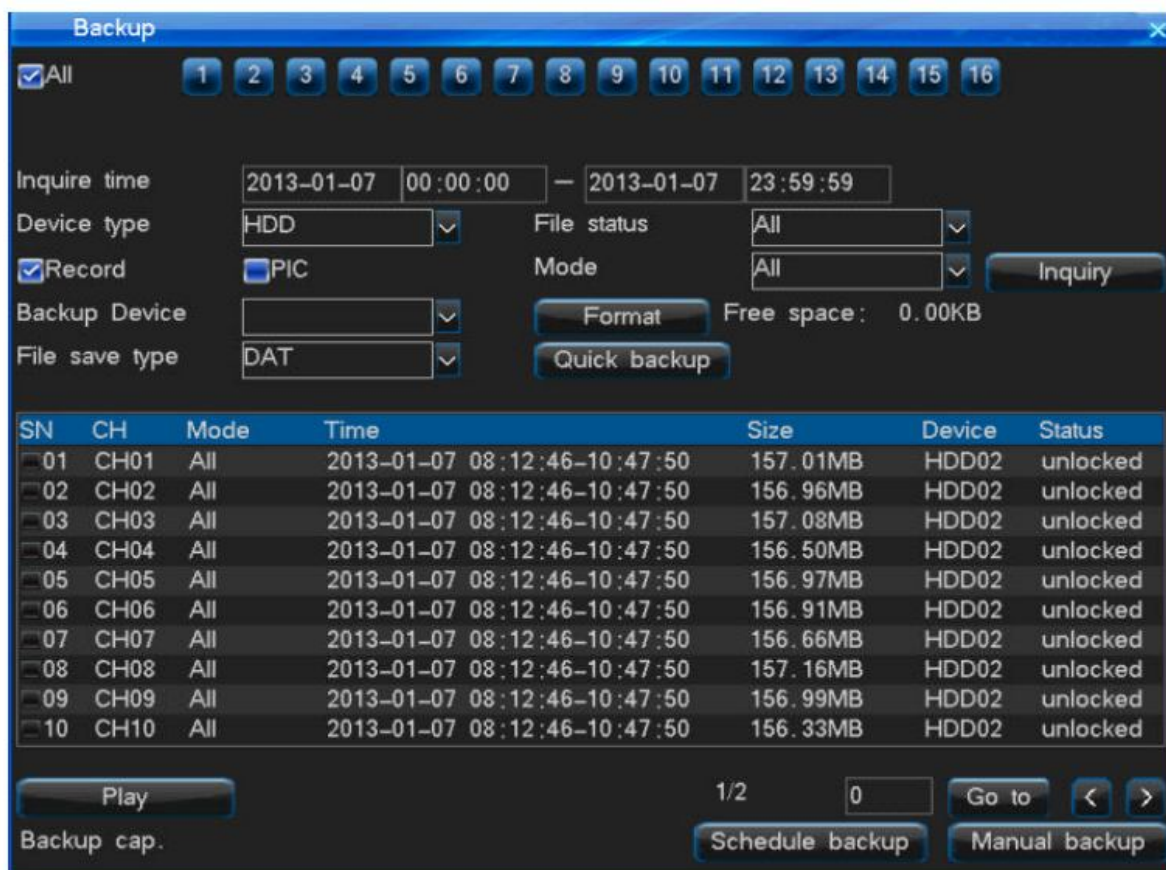 Backup
All 1 2 3 4 5 6 7 8 9 10 11 12 13 14 15 16
Inquire time 2013-01-07 00:00:00 — 2013-01-07 23:59:59
Device type HDD File status All
Record PIC Mode All Inquiry
Backup Device Format Free space: 0.00KB
File save type DAT Quick backup
SN CH Mode Time Size Device Status
01 CH01 All 2013-01-07 08:12:46-10:47:50 157.01MB HDD02 unlocked
02 CH02 All 2013-01-07 08:12:46-10:47:50 156.96MB HDD02 unlocked
03 CH03 All 2013-01-07 08:12:46-10:47:50 157.08MB HDD02 unlocked
04 CH04 All 2013-01-07 08:12:46-10:47:50 156.50MB HDD02 unlocked
05 CH05 All 2013-01-07 08:12:46-10:47:50 156.97MB HDD02 unlocked
06 CH06 All 2013-01-07 08:12:46-10:47:50 156.91MB HDD02 unlocked
07 CH07 All 2013-01-07 08:12:46-10:47:50 156.66MB HDD02 unlocked
08 CH08 All 2013-01-07 08:12:46-10:47:50 157.16MB HDD02 unlocked
09 CH09 All 2013-01-07 08:12:46-10:47:50 156.99MB HDD02 unlocked
10 CH10 All 2013-01-07 08:12:46-10:47:50 156.33MB HDD02 unlocked
Play 1/2 0 Go to < >
Backup cap. Schedule backup Manual backup